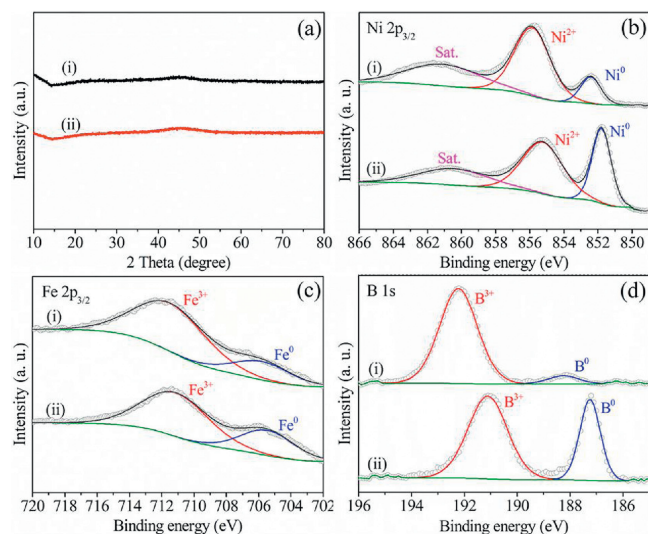 (a)
(i)
(ii)
Intensity (a.u.)
10 20 30 40 50 60 70 80
2 Theta (degree)
Ni 2p3/2
(b)
Sat.
Ni2+
Ni0
(i)
Sat.
Ni2+
Ni0
(ii)
Intensity (a. u.)
866 864 862 860 858 856 854 852 850
Binding energy (eV)
Fe 2p3/2
(c)
(i)
Fe3+
Fe0
(ii)
Fe3+
Fe0
Intensity (a. u.)
720 718 716 714 712 710 708 706 704 702
Binding energy (eV)
B 1s
(d)
B3+
B0
(i)
B3+
B0
(ii)
Intensity (a. u.)
196 194 192 190 188 186
Binding energy (eV)